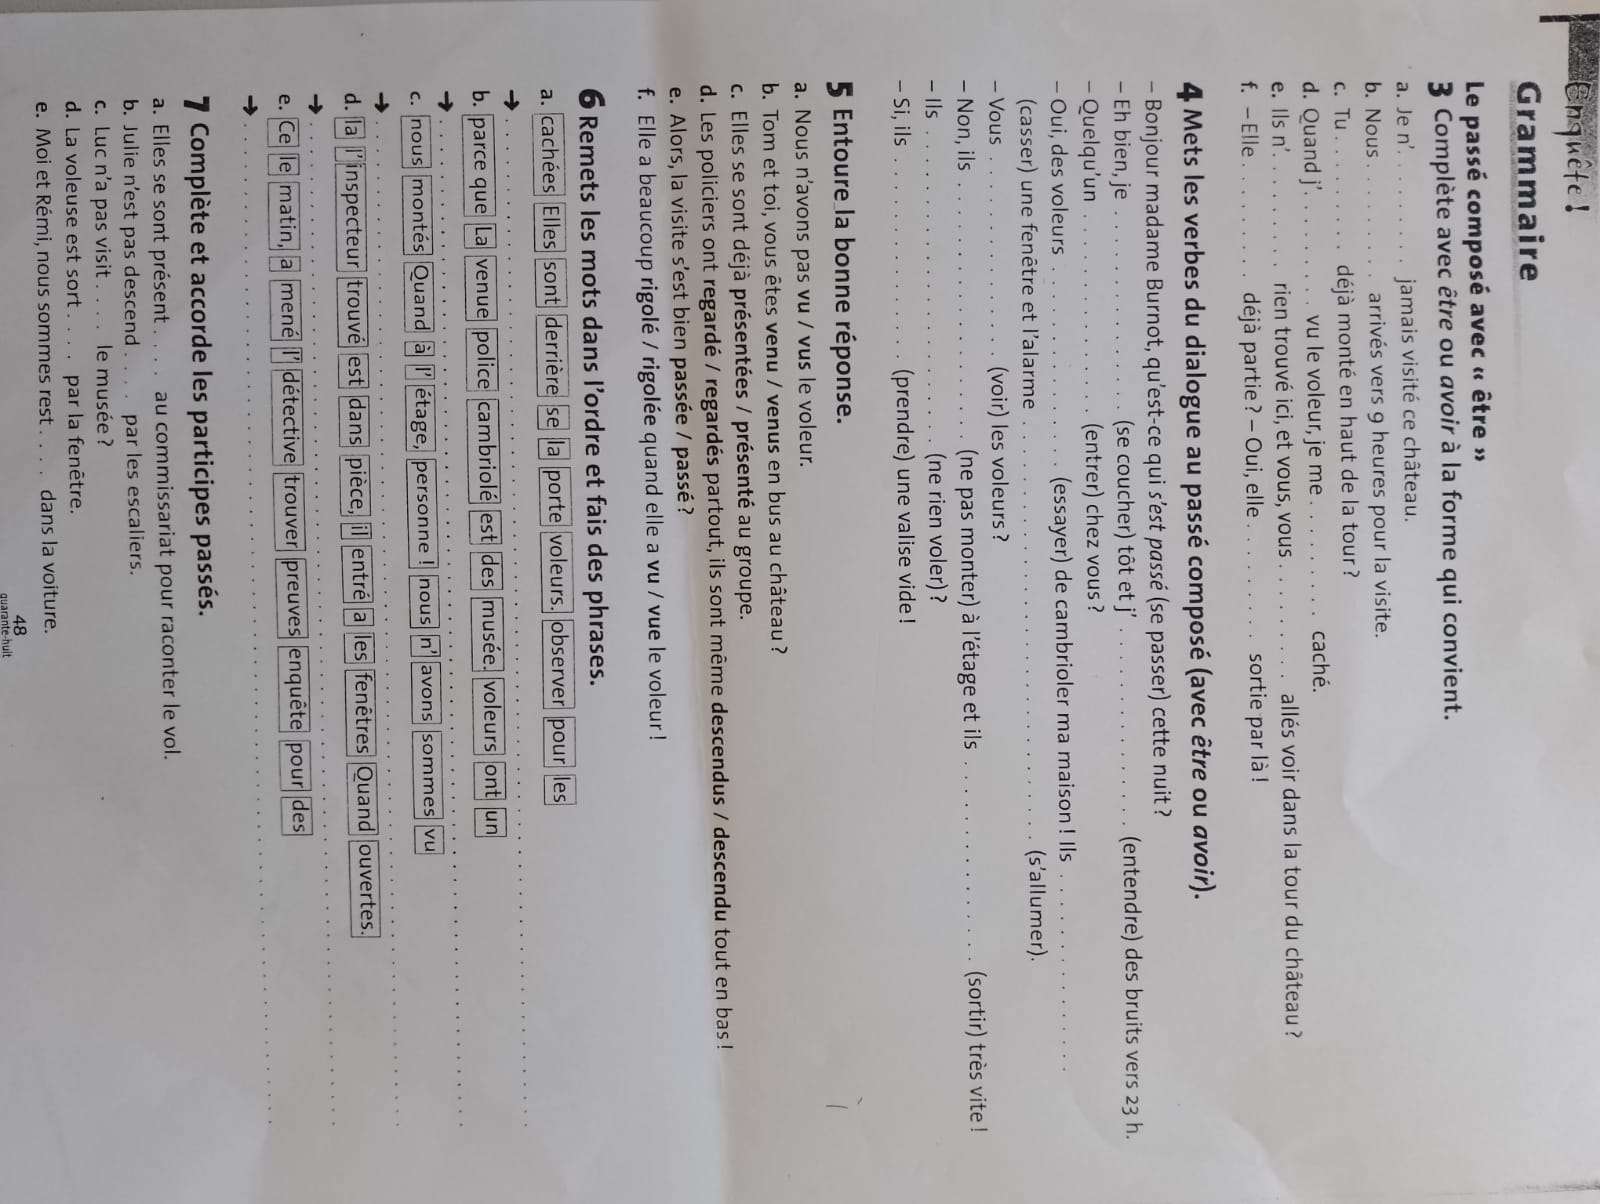 Enquête !
Grammaire
Le passé composé avec « être »
3 Complète avec être ou avoir à la forme qui convient.
a. Je n'. . . . . . . . . . jamais visité ce château.
b. Nous . . . . . . . . . . arrivés vers 9 heures pour la visite.
c. Tu . . . . . . . . . . déjà monté en haut de la tour ?
d. Quand j'. . . . . . . . . . vu le voleur, je me . . . . . . . . . . caché.
e. Ils n'. . . . . . . . . . rien trouvé ici, et vous, vous . . . . . . . . . . allés voir dans la tour du château ?
f. – Elle . . . . . . . . . . déjà partie ? – Oui, elle . . . . . . . . . . sortie par là !
4 Mets les verbes du dialogue au passé composé (avec être ou avoir).
– Bonjour madame Burnot, qu'est-ce qui s'est passé (se passer) cette nuit ?
– Eh bien, je . . . . . . . . . . . . . . . . (se coucher) tôt et j' . . . . . . . . . . . . . . . . (entendre) des bruits vers 23 h.
– Quelqu'un . . . . . . . . . . . . . . . . (entrer) chez vous ?
– Oui, des voleurs . . . . . . . . . . . . . . . . (essayer) de cambrioler ma maison ! Ils . . . . . . . . . . . . . . . .
(casser) une fenêtre et l'alarme . . . . . . . . . . . . . . . . . . . . . . . . . . . . . . . . (s'allumer).
– Vous . . . . . . . . . . . . . . . . (voir) les voleurs ?
– Non, ils . . . . . . . . . . . . . . . . . . . . (ne pas monter) à l'étage et ils . . . . . . . . . . . . . . . . (sortir) très vite !
– Ils . . . . . . . . . . . . . . . . . . . . . . . . (ne rien voler) ?
– Si, ils . . . . . . . . . . . . . . . . (prendre) une valise vide !
5 Entoure la bonne réponse.
a. Nous n'avons pas vu / vus le voleur.
b. Tom et toi, vous êtes venu / venus en bus au château ?
c. Elles se sont déjà présentées / présenté au groupe.
d. Les policiers ont regardé / regardés partout, ils sont même descendus / descendu tout en bas !
e. Alors, la visite s'est bien passée / passé ?
f. Elle a beaucoup rigolé / rigolée quand elle a vu / vue le voleur !
6 Remets les mots dans l'ordre et fais des phrases.
a. cachées Elles sont derrière se la porte voleurs. observer pour les
b. parce que La venue police cambriolé est des musée. voleurs ont un
c. nous montés Quand à l' étage, personne ! nous n' avons sommes vu
d. la l' inspecteur trouvé est dans pièce, il entré a les fenêtres Quand ouvertes.
e. Ce le matin, a mené l' détective trouver preuves enquête pour des
7 Complète et accorde les participes passés.
a. Elles se sont présent . . . . au commissariat pour raconter le vol.
b. Julie n'est pas descend . . . . par les escaliers.
c. Luc n'a pas visit . . . . le musée ?
d. La voleuse est sort . . . . par la fenêtre.
e. Moi et Rémi, nous sommes rest . . . . dans la voiture.
48
quarante-huit